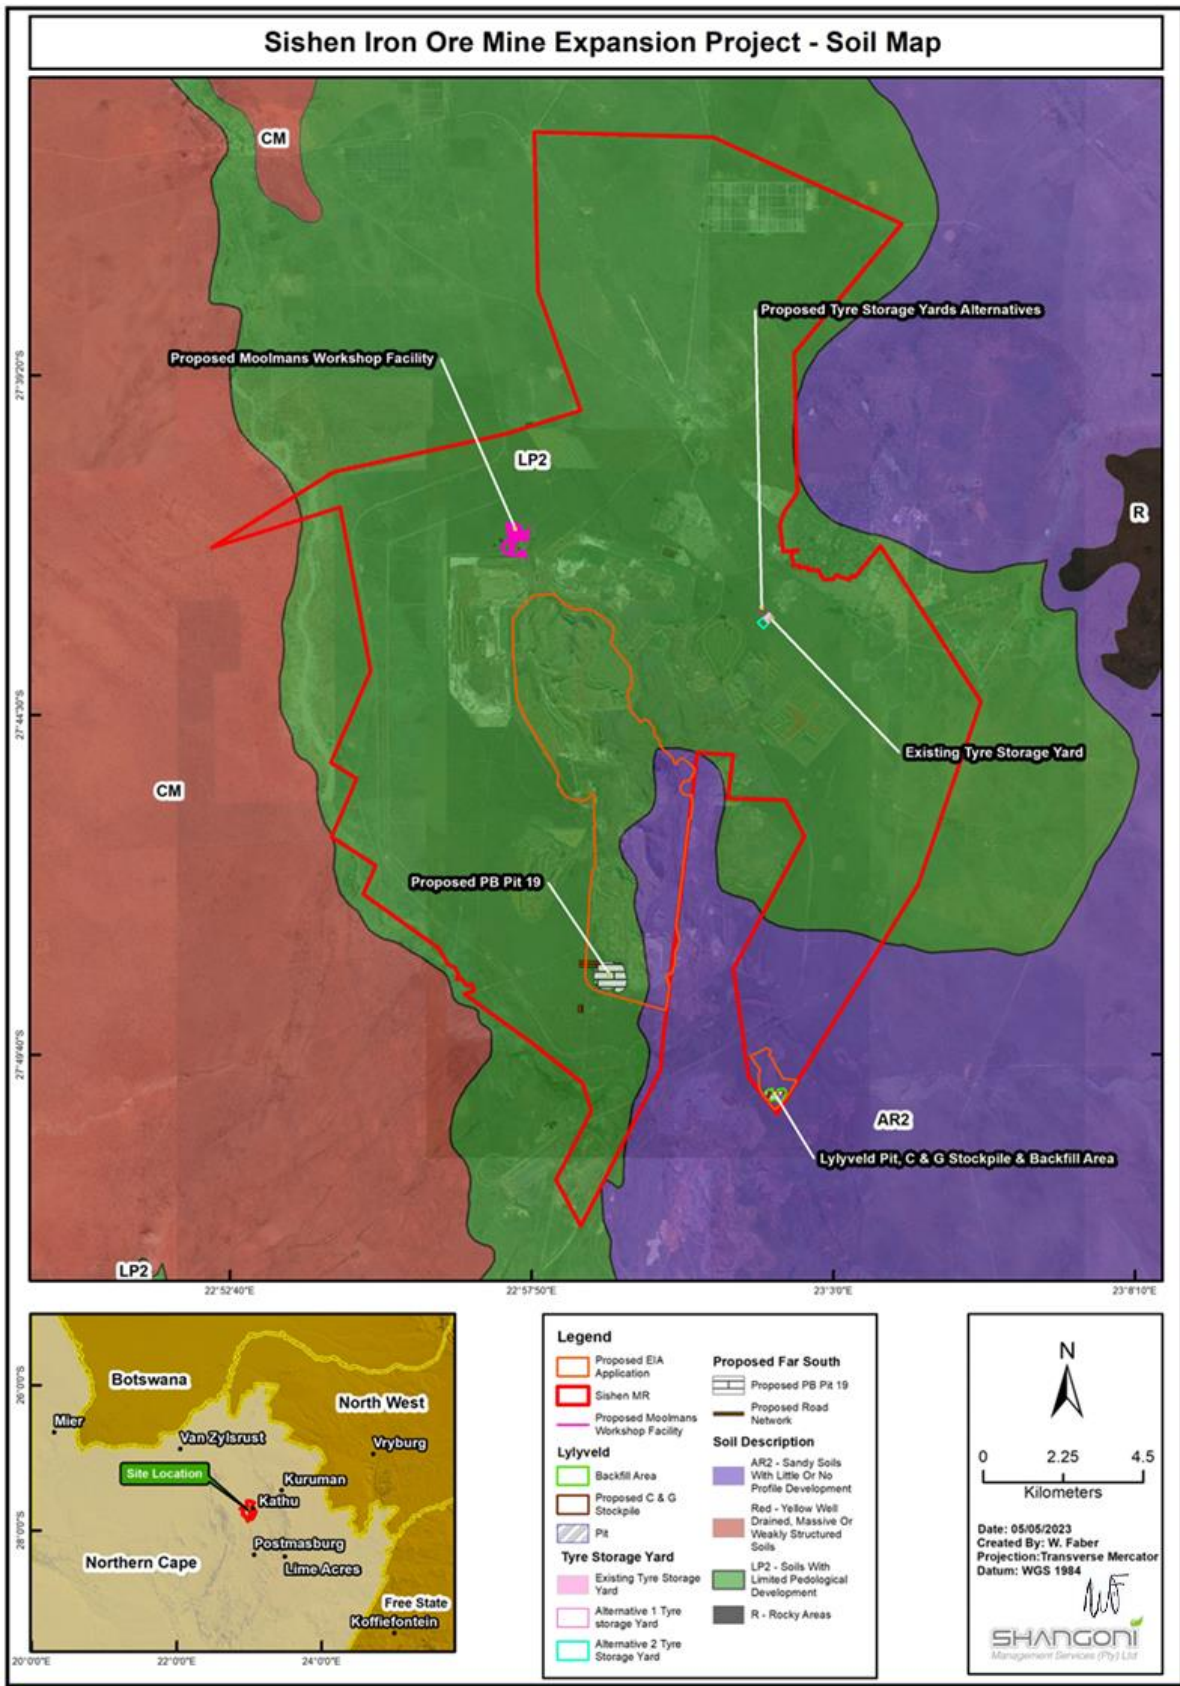 Sishen Iron Ore Mine Expansion Project - Soil Map
CM
Proposed Tyre Storage Yards Alternatives
Proposed Moolmans Workshop Facility
27°39'20"S
27°39'20"S
LP2
R
27°44'30"S
27°44'30"S
Existing Tyre Storage Yard
CM
Proposed PB Pit 19
27°49'40"S
27°49'40"S
AR2
Lylyveld Pit, C & G Stockpile & Backfill Area
LP2
22°52'40"E
22°57'50"E
23°3'0"E
23°8'10"E
26°0'0"S
28°0'0"S
Botswana
North West
Mier
Van Zylsrust
Vryburg
Site Location
Kuruman
Kathu
Postmasburg
Northern Cape
Lime Acres
Free State
Koffiefontein
20°0'0"E
22°0'0"E
24°0'0"E
Legend
Proposed EIA
Application
Sishen MR
Proposed Moolmans
Workshop Facility
Lylyveld
Backfill Area
Proposed C & G
Stockpile
Pit
Tyre Storage Yard
Existing Tyre Storage
Yard
Alternative 1 Tyre
storage Yard
Alternative 2 Tyre
Storage Yard
Proposed Far South
Proposed PB Pit 19
Proposed Road
Network
Soil Description
AR2 - Sandy Soils
With Little Or No
Profile Development
Red - Yellow Well
Drained, Massive Or
Weakly Structured
Soils
LP2 - Soils With
Limited Pedological
Development
R - Rocky Areas
N
0 2.25 4.5
Kilometers
Date: 05/05/2023
Created By: W. Faber
Projection:Transverse Mercator
Datum: WGS 1984
SHANGONI
Management Services (Pty) Ltd